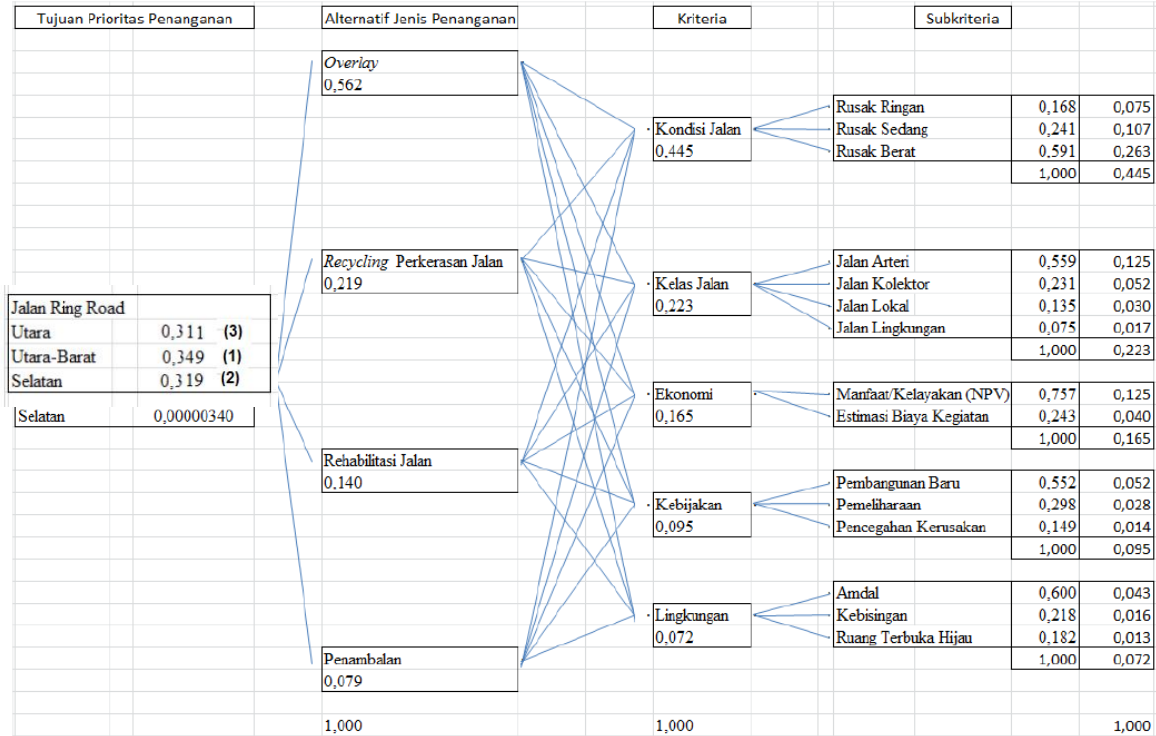 Tujuan Prioritas Penanganan
Alternatif Jenis Penanganan
Kriteria
Subkriteria
Jalan Ring Road
Utara 0,311 (3)
Utara-Barat 0,349 (1)
Selatan 0,319 (2)
Selatan 0,00000340
Overlay
0,562
Recycling Perkerasan Jalan
0,219
Rehabilitasi Jalan
0,140
Penambalan
0,079
1,000
Kondisi Jalan
0,445
Kelas Jalan
0,223
Ekonomi
0,165
Kebijakan
0,095
Lingkungan
0,072
1,000
Rusak Ringan 0,168 0,075
Rusak Sedang 0,241 0,107
Rusak Berat 0,591 0,263
1,000 0,445
Jalan Arteri 0,559 0,125
Jalan Kolektor 0,231 0,052
Jalan Lokal 0,135 0,030
Jalan Lingkungan 0,075 0,017
1,000 0,223
Manfaat/Kelayakan (NPV) 0,757 0,125
Estimasi Biaya Kegiatan 0,243 0,040
1,000 0,165
Pembangunan Baru 0,552 0,052
Pemeliharaan 0,298 0,028
Pencegahan Kerusakan 0,149 0,014
1,000 0,095
Amdal 0,600 0,043
Kebisingan 0,218 0,016
Ruang Terbuka Hijau 0,182 0,013
1,000 0,072
1,000